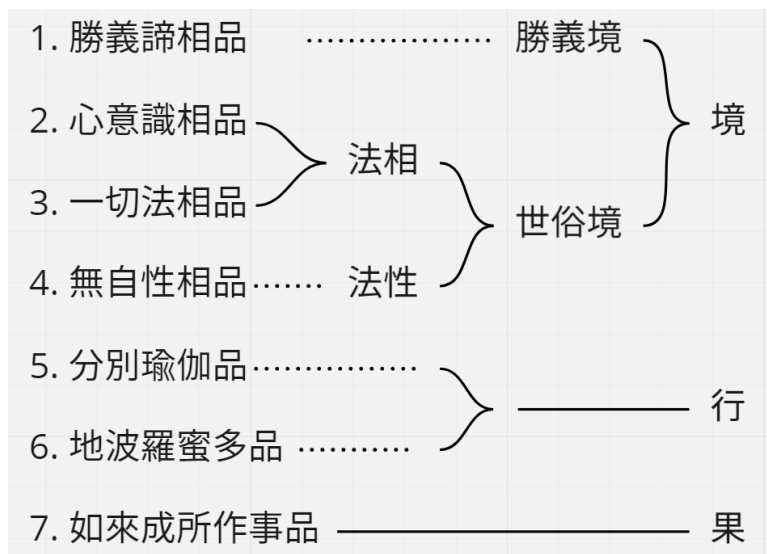 1. 勝義諦相品 勝義境
2. 心意識相品 境
法相
3. 一切法相品
世俗境
4. 無自性相品 法性
5. 分別瑜伽品
行
6. 地波羅蜜多品
7. 如來成所作事品 果